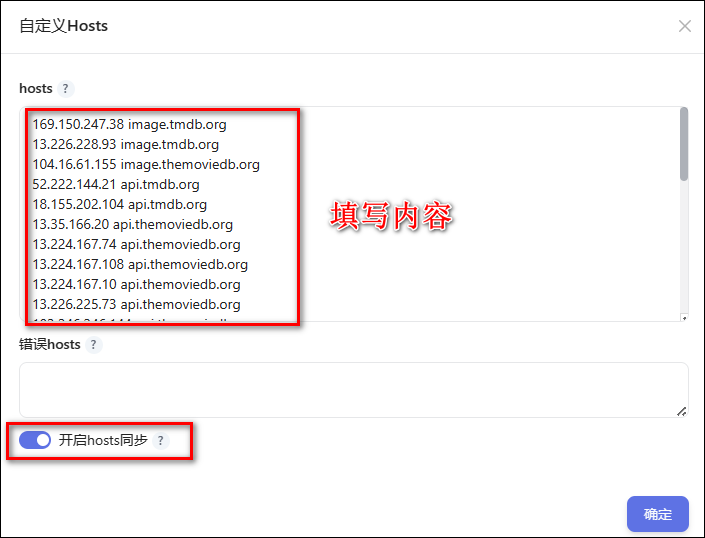 自定义Hosts
hosts ?
169.150.247.38 image.tmdb.org
13.226.228.93 image.tmdb.org
104.16.61.155 image.themoviedb.org
52.222.144.21 api.tmdb.org
18.155.202.104 api.tmdb.org
13.35.166.20 api.themoviedb.org
填写内容
13.224.167.74 api.themoviedb.org
13.224.167.108 api.themoviedb.org
13.224.167.10 api.themoviedb.org
13.226.225.73 api.themoviedb.org
错误hosts ?
开启hosts同步 ?
确定